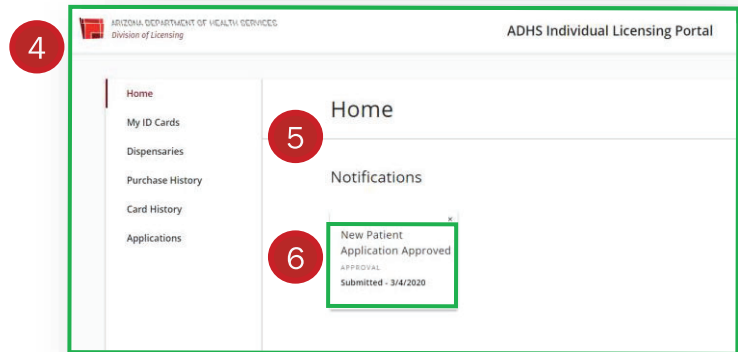 4
ARIZONA DEPARTMENT OF HEALTH SERVICES
Division of Licensing
ADHS Individual Licensing Portal
Home
My ID Cards
Dispensaries
Purchase History
Card History
Applications
5
Home
Notifications
6
×
New Patient
Application Approved
APPROVAL
Submitted - 3/4/2020